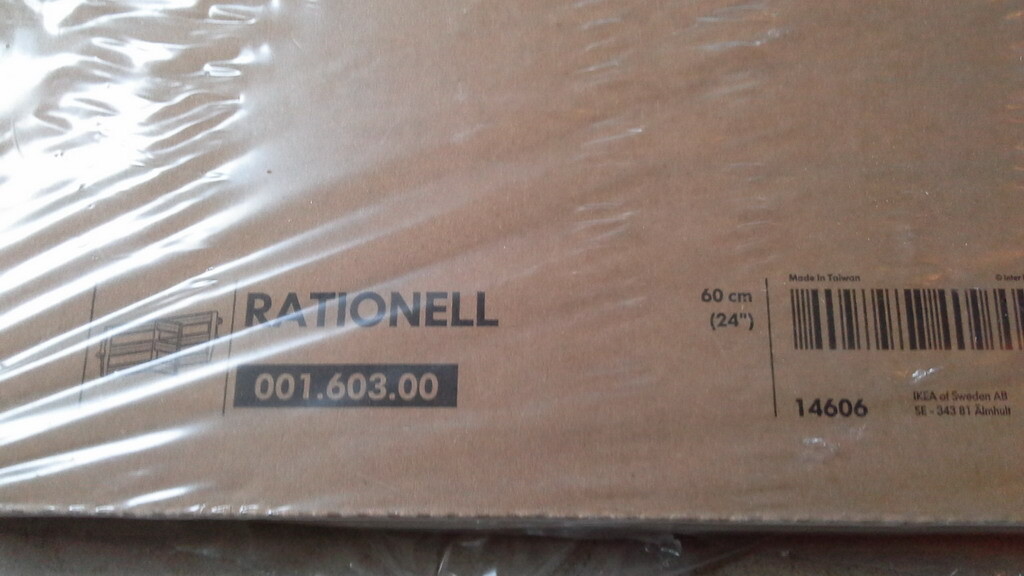 RATIONELL
001.603.00
60 cm
(24")
Made in Taiwan
© Inter
14606
IKEA of Sweden AB
SE - 343 81 Älmhult